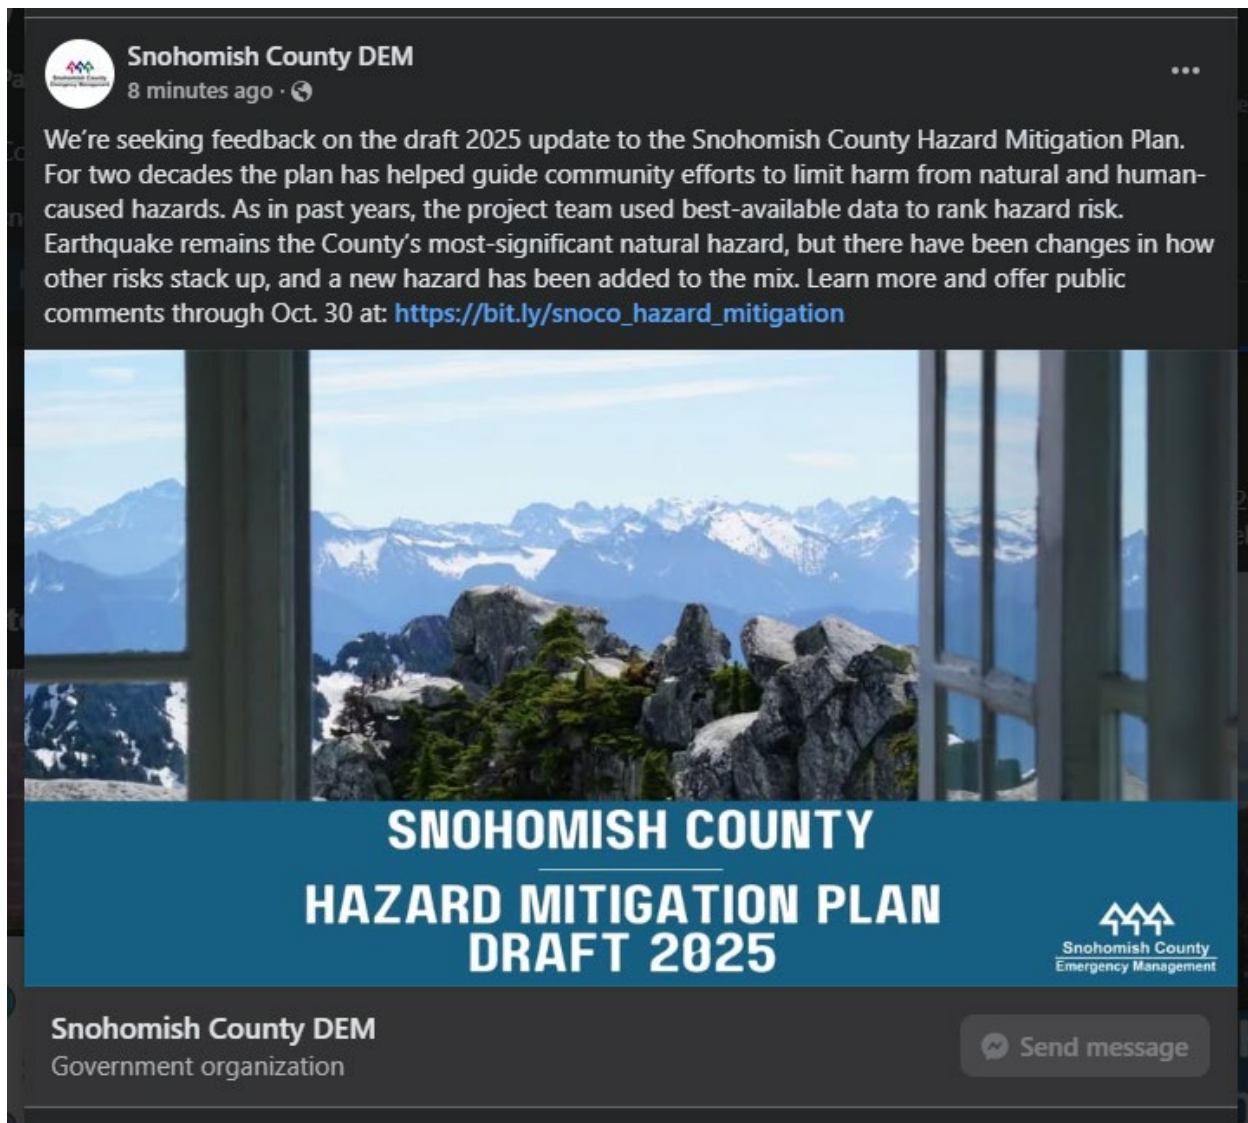 Snohomish County DEM
8 minutes ago ·
We’re seeking feedback on the draft 2025 update to the Snohomish County Hazard Mitigation Plan.
For two decades the plan has helped guide community efforts to limit harm from natural and human-
caused hazards. As in past years, the project team used best-available data to rank hazard risk.
Earthquake remains the County’s most-significant natural hazard, but there have been changes in how
other risks stack up, and a new hazard has been added to the mix. Learn more and offer public
comments through Oct. 30 at: https://bit.ly/snoco_hazard_mitigation
SNOHOMISH COUNTY
HAZARD MITIGATION PLAN
DRAFT 2025
Snohomish County
Emergency Management
Snohomish County DEM
Government organization
Send message